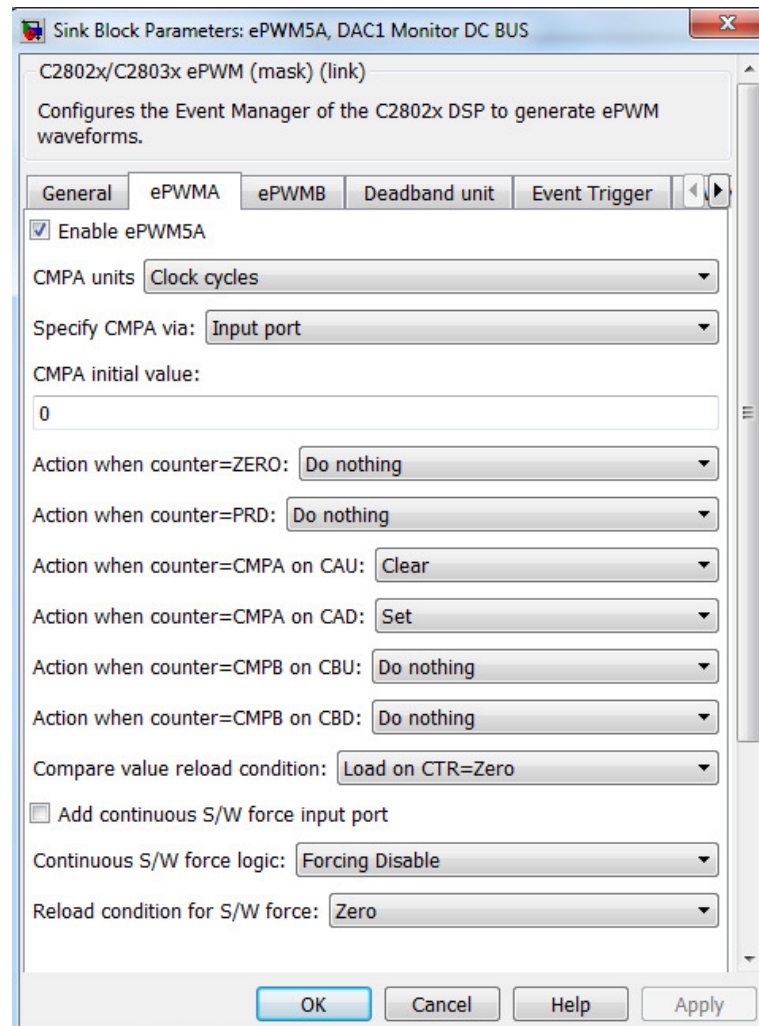 Sink Block Parameters: ePWM5A, DAC1 Monitor DC BUS
C2802x/C2803x ePWM (mask) (link)
Configures the Event Manager of the C2802x DSP to generate ePWM
waveforms.
General ePWMA ePWMB Deadband unit Event Trigger
Enable ePWM5A
CMPA units Clock cycles
Specify CMPA via: Input port
CMPA initial value:
0
Action when counter=ZERO: Do nothing
Action when counter=PRD: Do nothing
Action when counter=CMPA on CAU: Clear
Action when counter=CMPA on CAD: Set
Action when counter=CMPB on CBU: Do nothing
Action when counter=CMPB on CBD: Do nothing
Compare value reload condition: Load on CTR=Zero
Add continuous S/W force input port
Continuous S/W force logic: Forcing Disable
Reload condition for S/W force: Zero
OK Cancel Help Apply